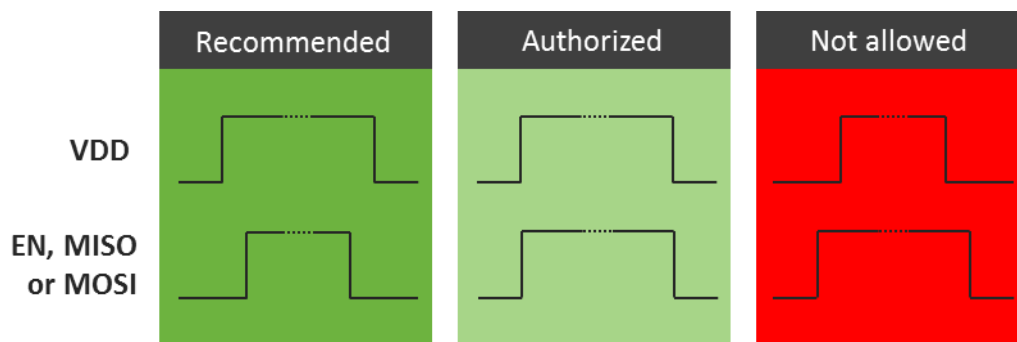 Recommended
Authorized
Not allowed
VDD
EN, MISO
or MOSI